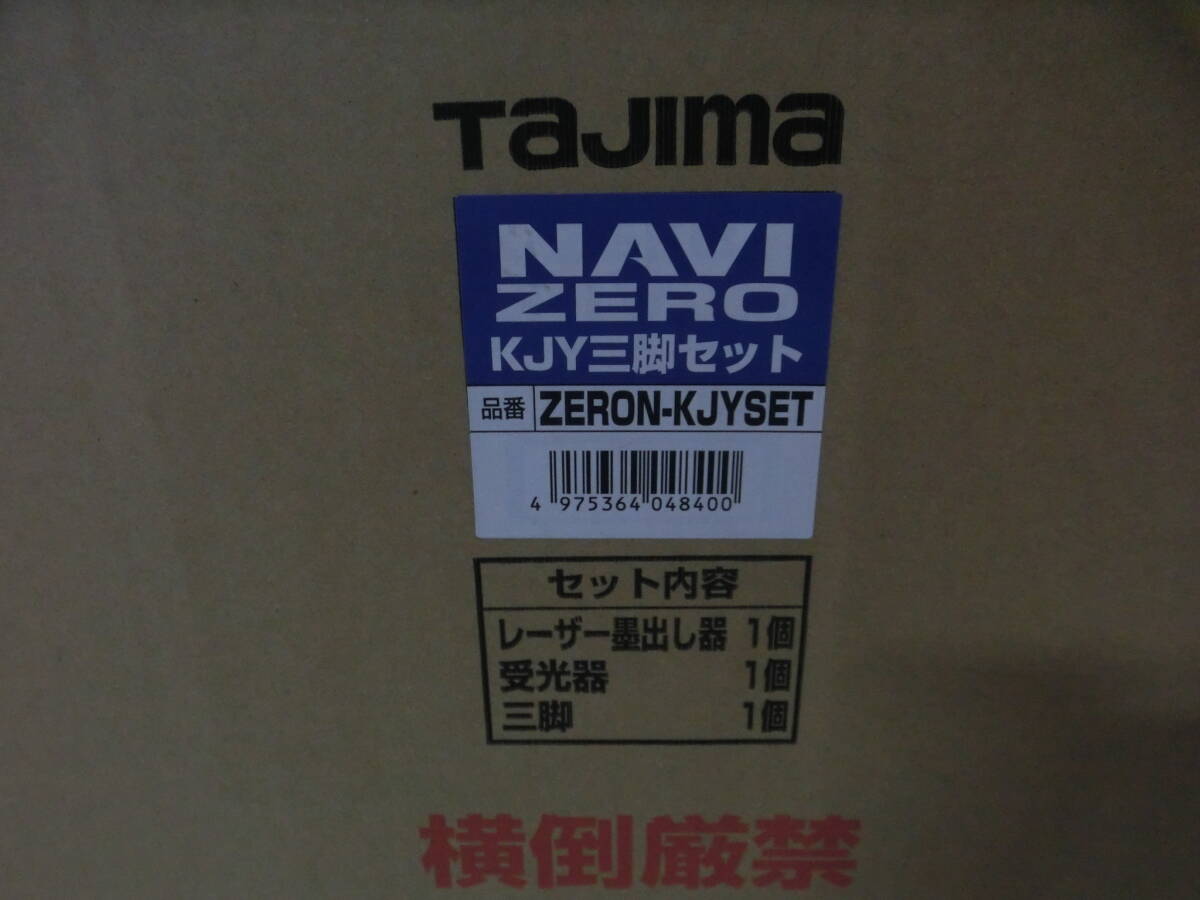 Tajima
NAVI
ZERO
KJY三脚セット
品番 ZERON-KJYSET
4 975364 048400
セット内容
レーザー墨出し器 1個
受光器 1個
三脚 1個
横倒厳禁